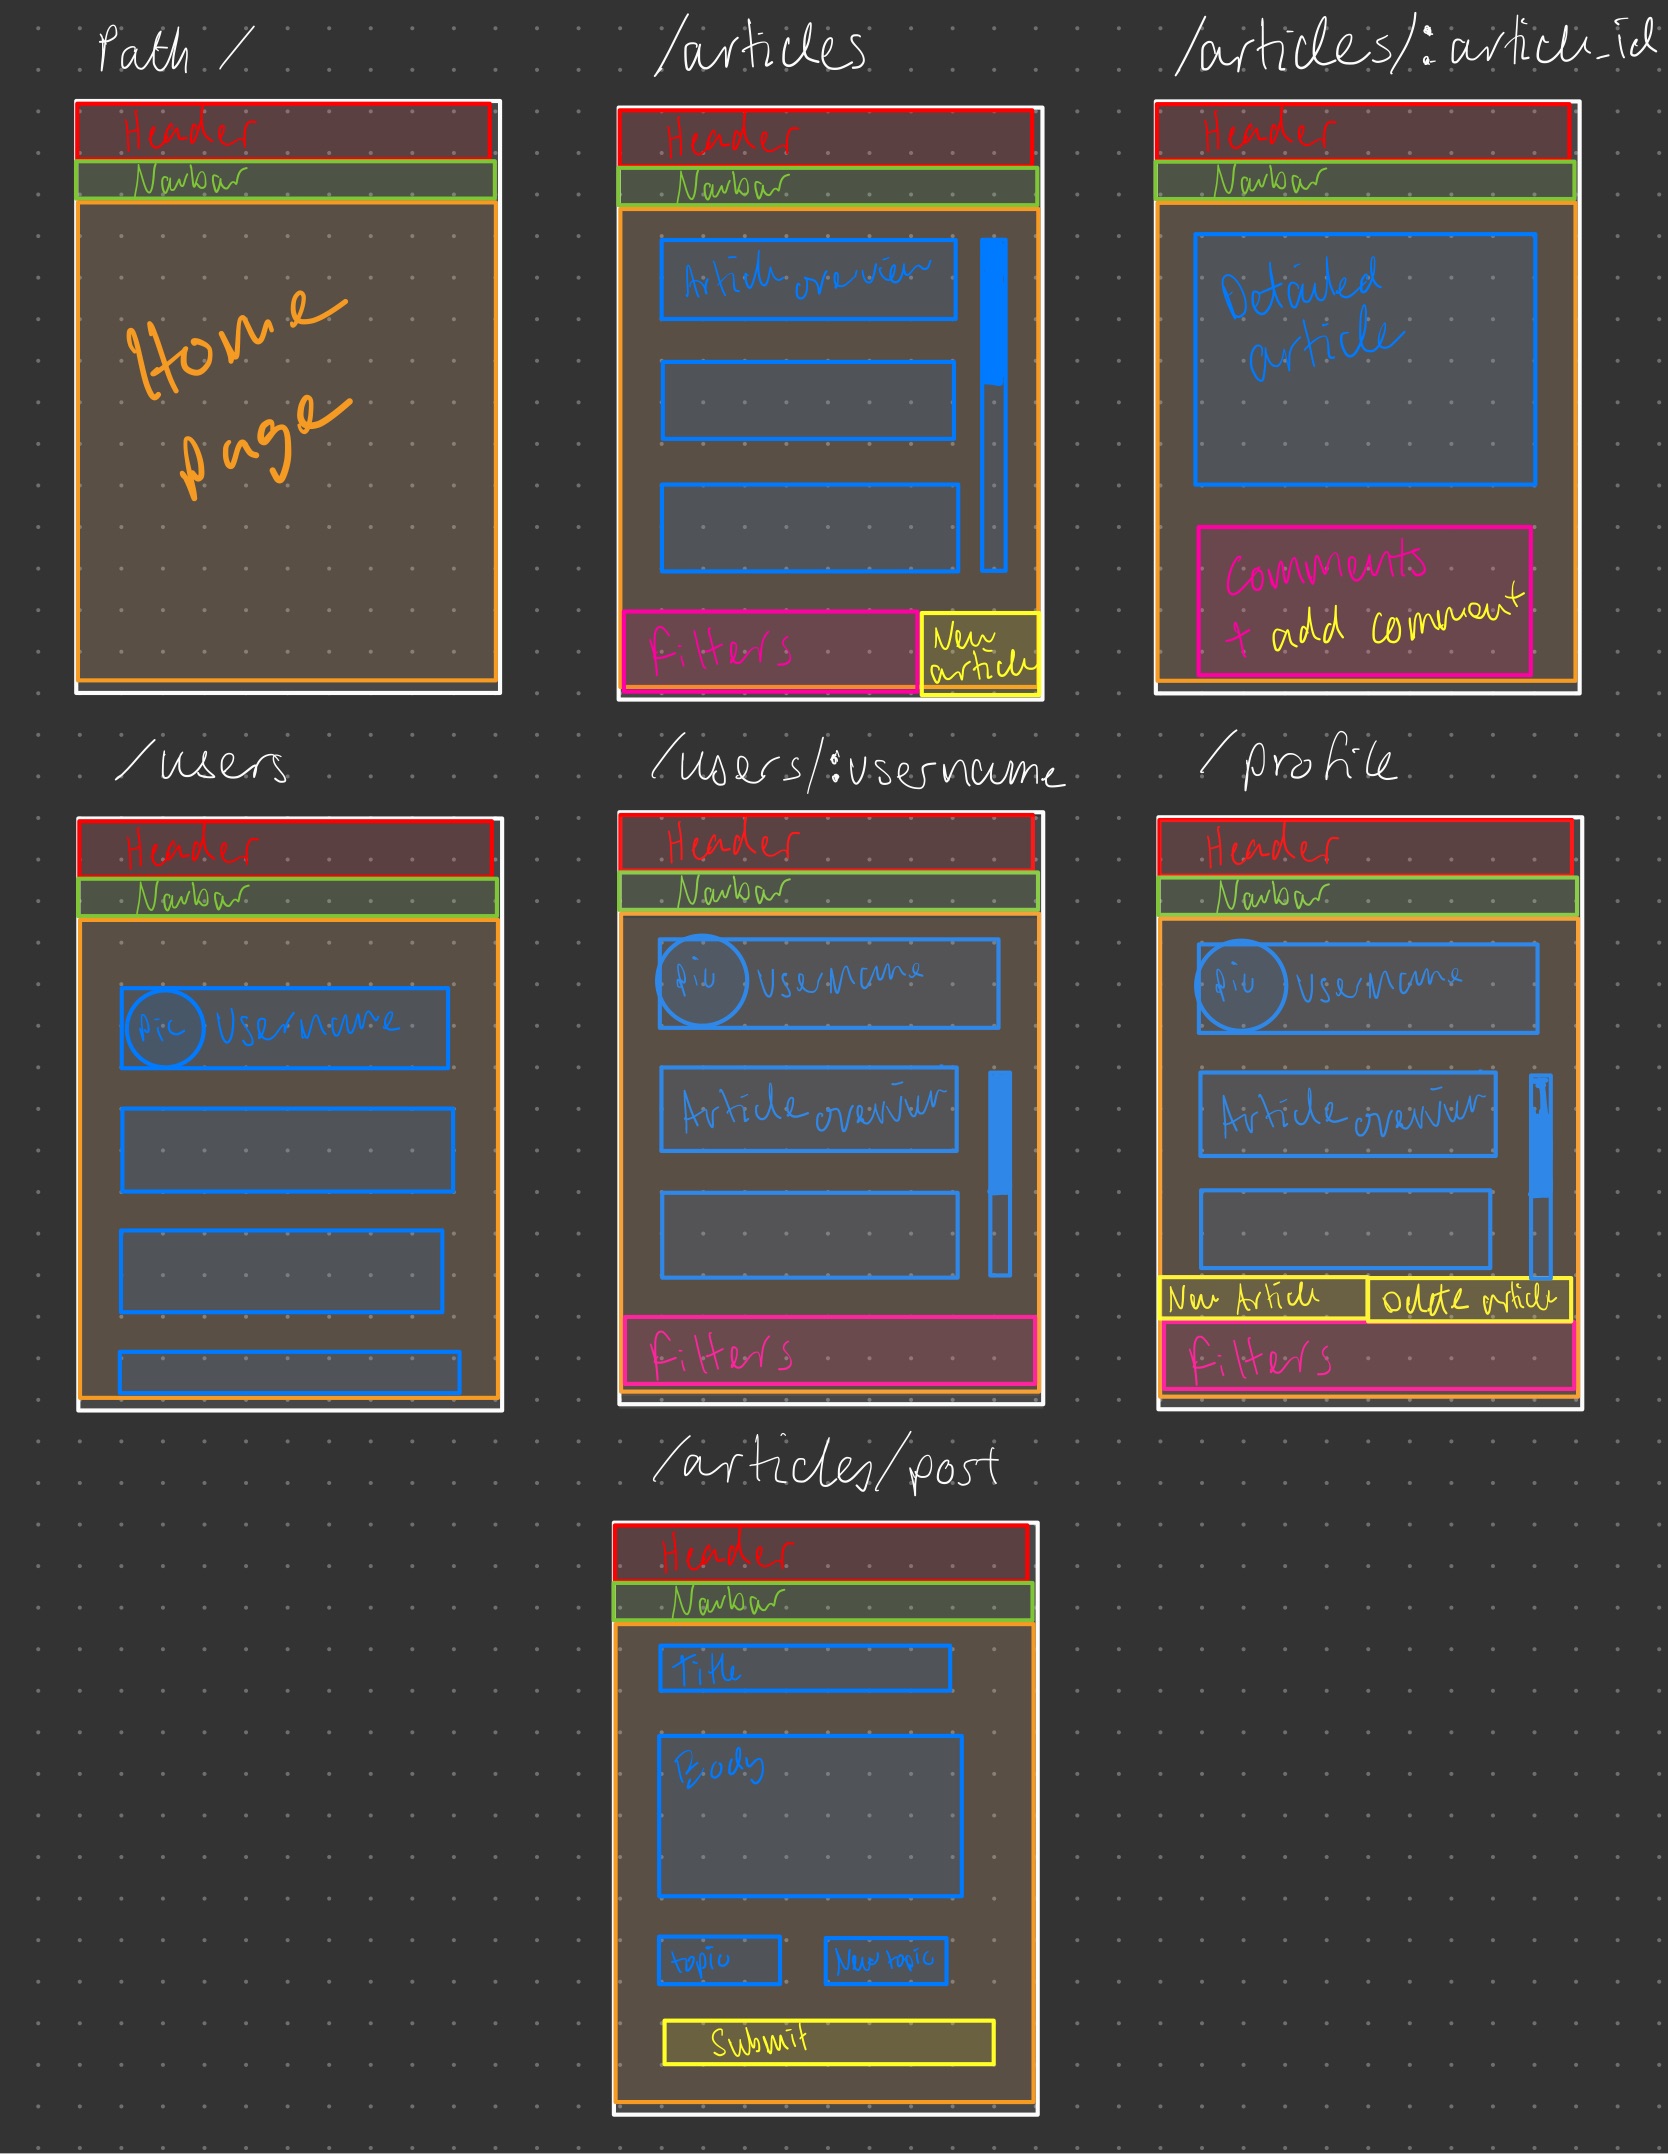 Path /
/articles
/articles/:article_id
Header
Navbar
Home
page
Header
Navbar
Article overview
Filters
New
article
Header
Navbar
Detailed
article
Comments
+ add comment
/users
/users/:username
/profile
Header
Navbar
Pic Username
Header
Navbar
Pic Username
Article overview
Filters
Header
Navbar
Pic Username
Article overview
New Article
Delete article
Filters
/articles/post
Header
Navbar
Title
Body
topic
New topic
Submit